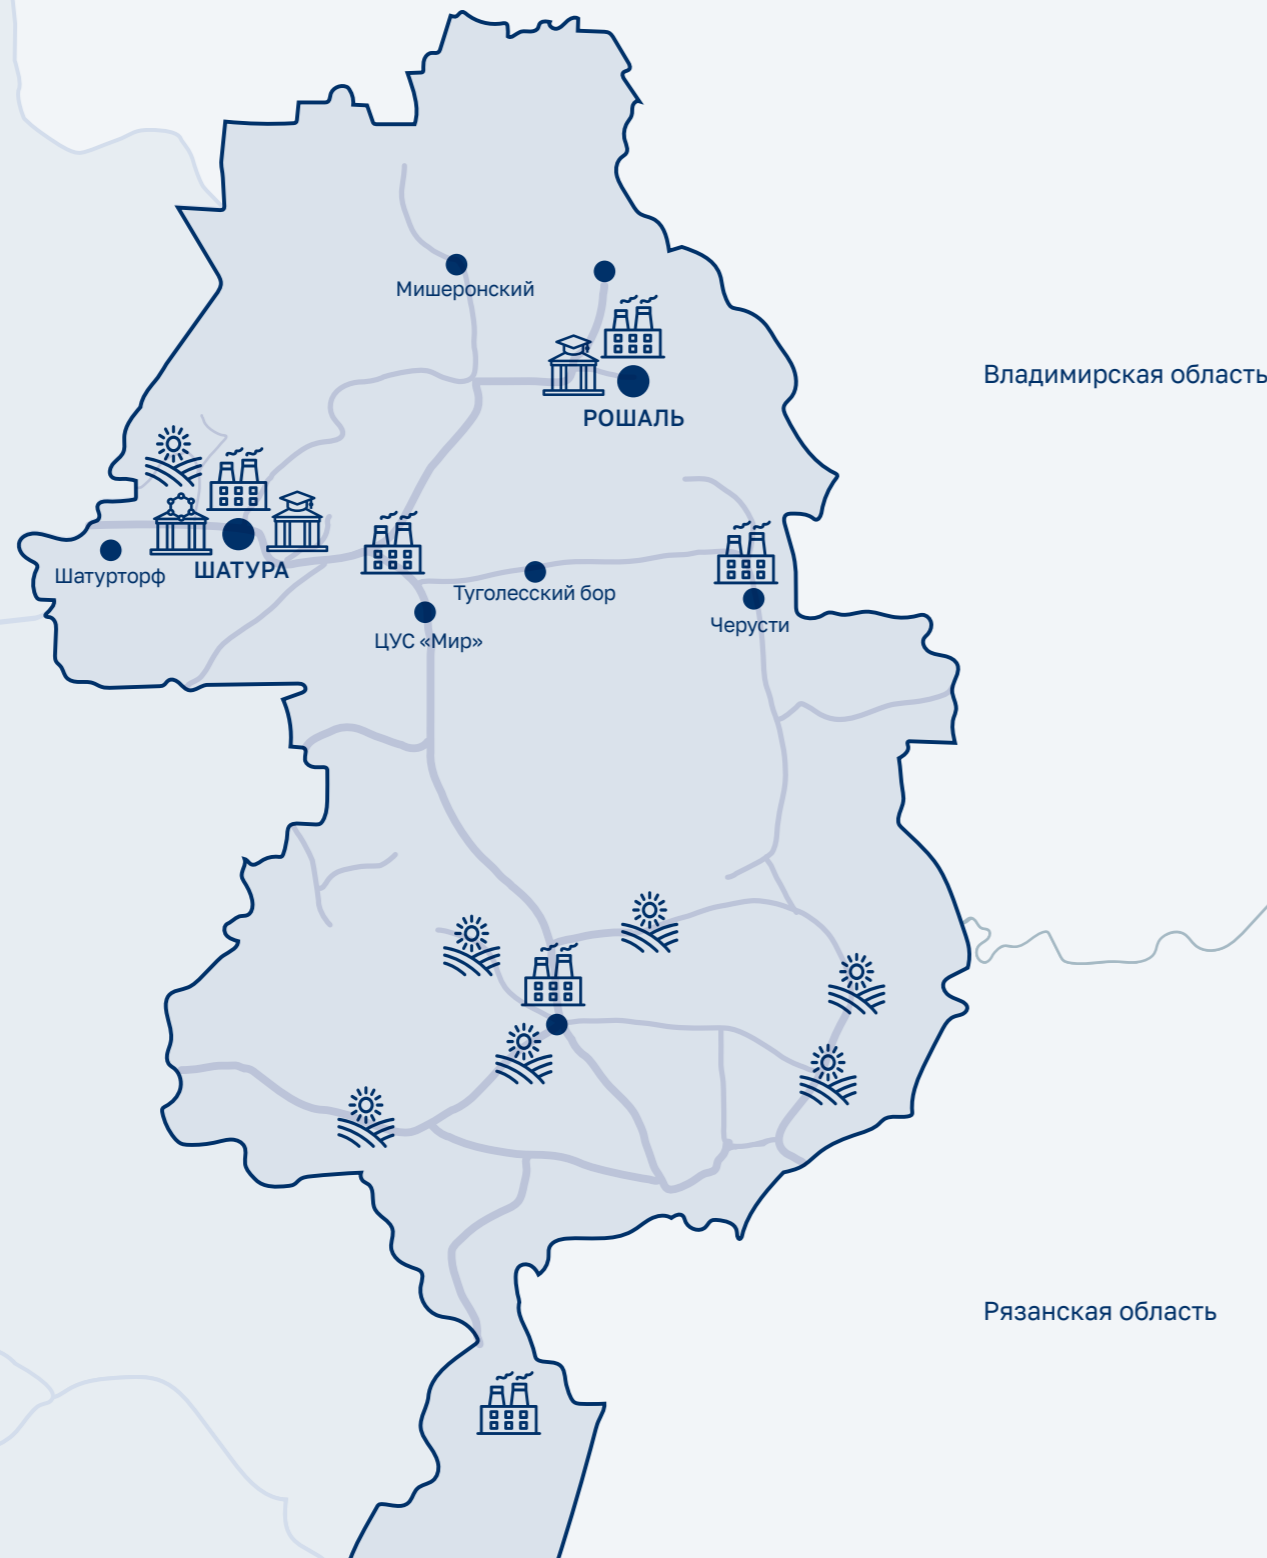 Мишеронский
Владимирская область
РОШАЛЬ
Шатурторф
ШАТУРА
Туголесский бор
Черусти
ЦУС «Мир»
Рязанская область